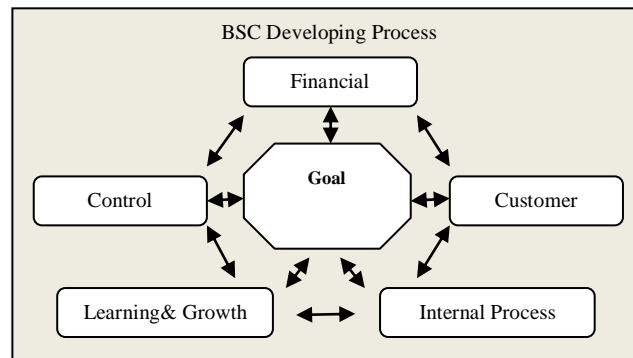 BSC Developing Process
Financial
Goal
Control
Customer
Learning& Growth
Internal Process